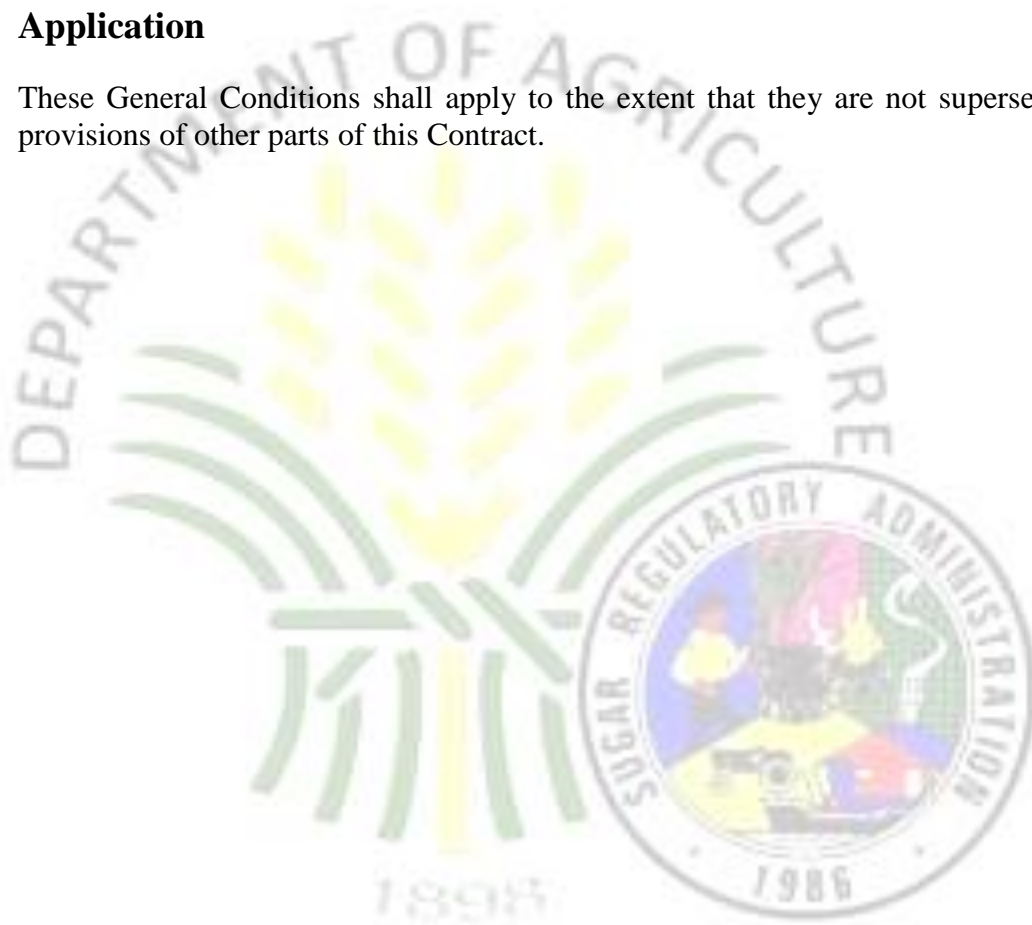 Application
These General Conditions shall apply to the extent that they are not superse
provisions of other parts of this Contract.
DEPARTMENT OF AGRICULTURE
SUGAR REGULATORY ADMINISTRATION
1986
1898